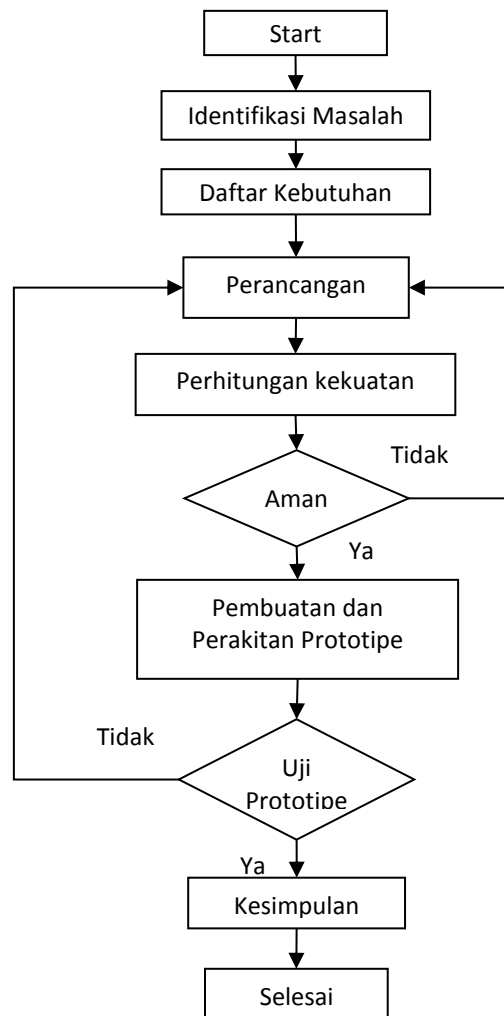 Start
Identifikasi Masalah
Daftar Kebutuhan
Perancangan
Perhitungan kekuatan
Tidak
Aman
Ya
Pembuatan dan
Perakitan Prototipe
Tidak
Uji
Prototipe
Ya
Kesimpulan
Selesai